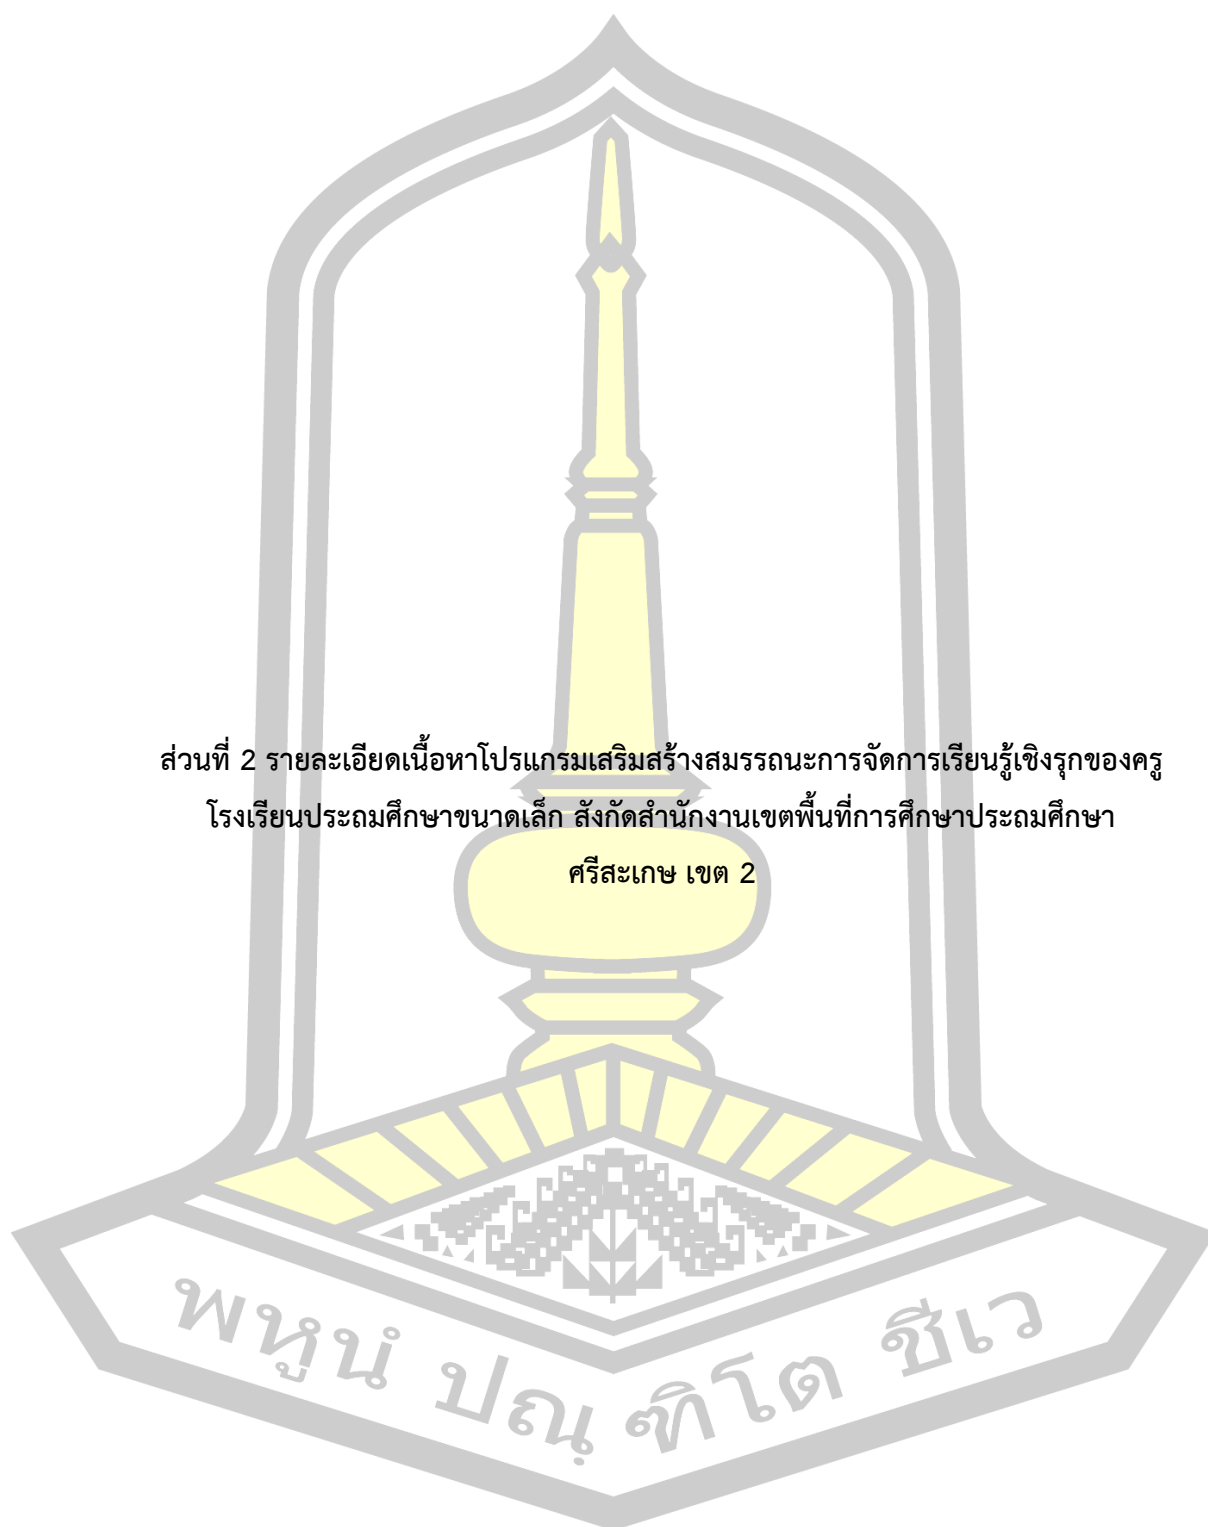 ส่วนที่ 2 รายละเอียดเนื้อหาโปรแกรมเสริมสร้างสมรรถนะการจัดการเรียนรู้เชิงรุกของครู
โรงเรียนประถมศึกษาขนาดเล็ก สังกัดสำนักงานเขตพื้นที่การศึกษาประถมศึกษา
ศรีสะเกษ เขต 2
พหูนํ ปณฺฑิโต ชีเว